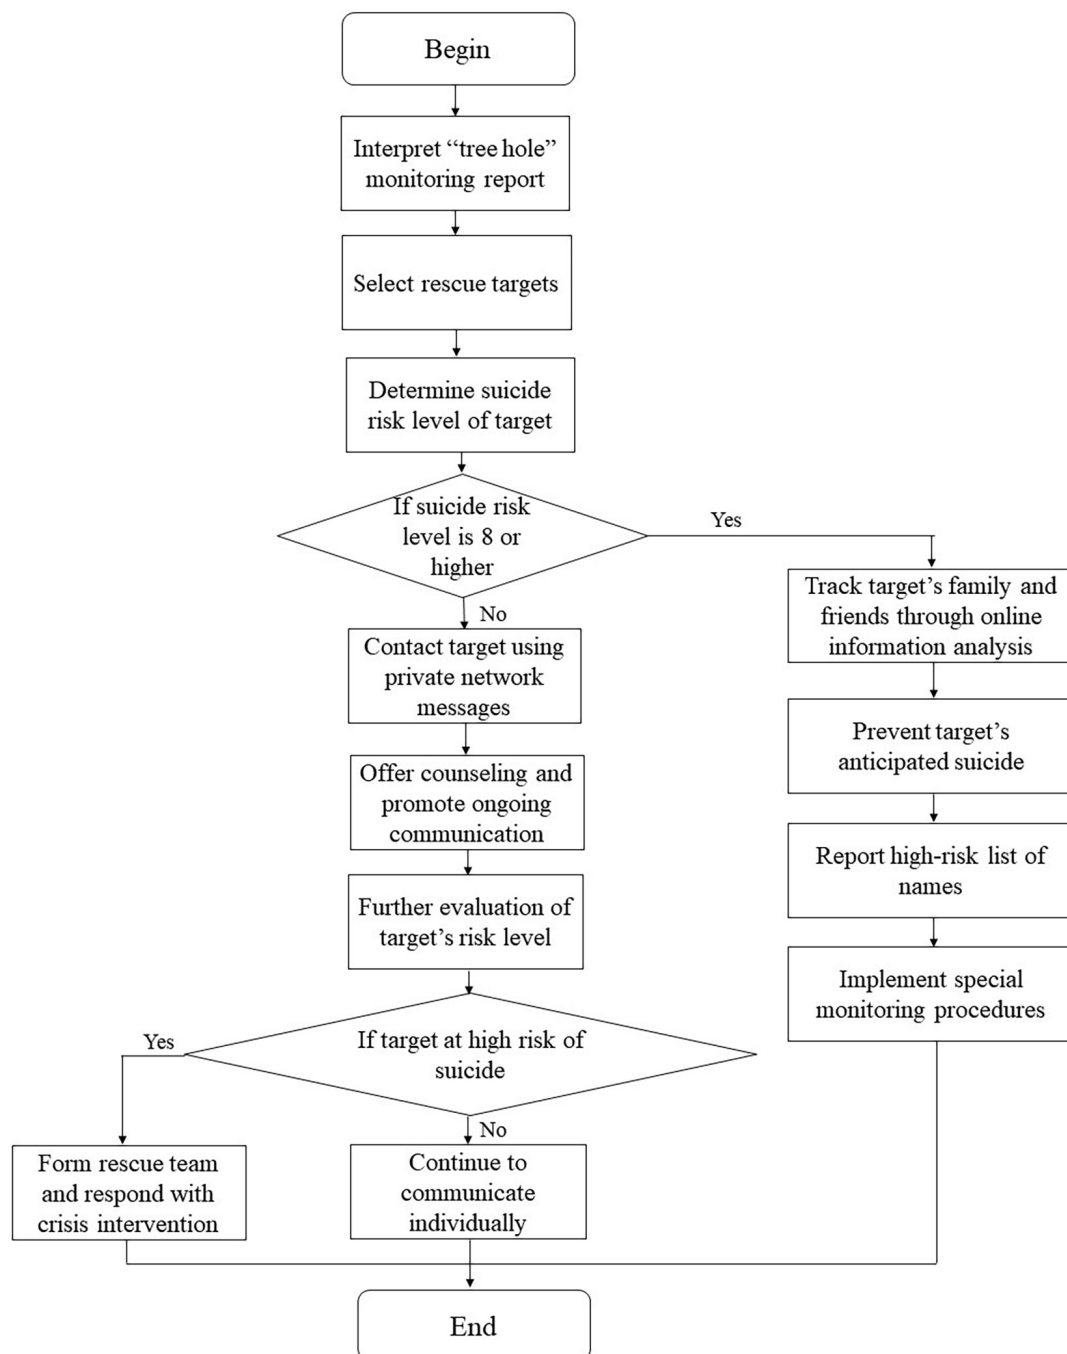 Begin
Interpret “tree hole”
monitoring report
Select rescue targets
Determine suicide
risk level of target
If suicide risk
level is 8 or
higher
Yes
No
Track target’s family and
friends through online
information analysis
Contact target using
private network
messages
Prevent target’s
anticipated suicide
Offer counseling and
promote ongoing
communication
Report high-risk list of
names
Further evaluation of
target’s risk level
Implement special
monitoring procedures
If target at high risk of
suicide
Yes
No
Form rescue team
and respond with
crisis intervention
Continue to
communicate
individually
End